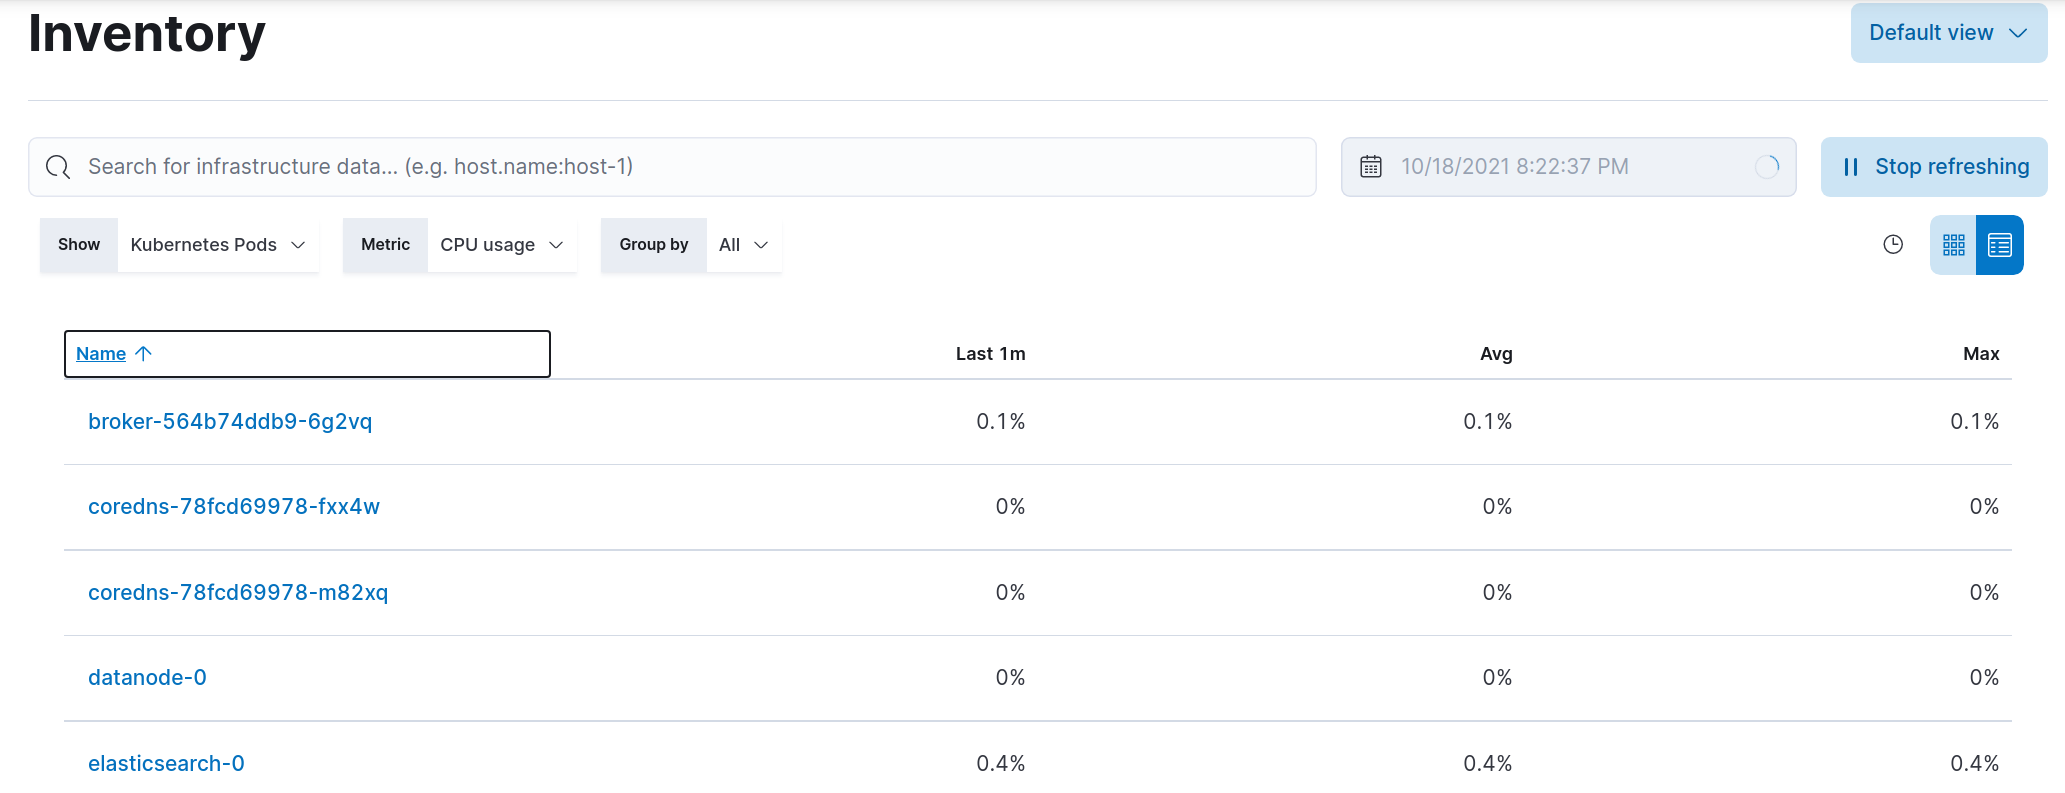 Inventory
Default view
Search for infrastructure data... (e.g. host.name:host-1)
10/18/2021 8:22:37 PM
Stop refreshing
Show Kubernetes Pods
Metric CPU usage
Group by All
Name Last 1m Avg Max
broker-564b74ddb9-6g2vq 0.1% 0.1% 0.1%
coredns-78fcd69978-fxx4w 0% 0% 0%
coredns-78fcd69978-m82xq 0% 0% 0%
datanode-0 0% 0% 0%
elasticsearch-0 0.4% 0.4% 0.4%